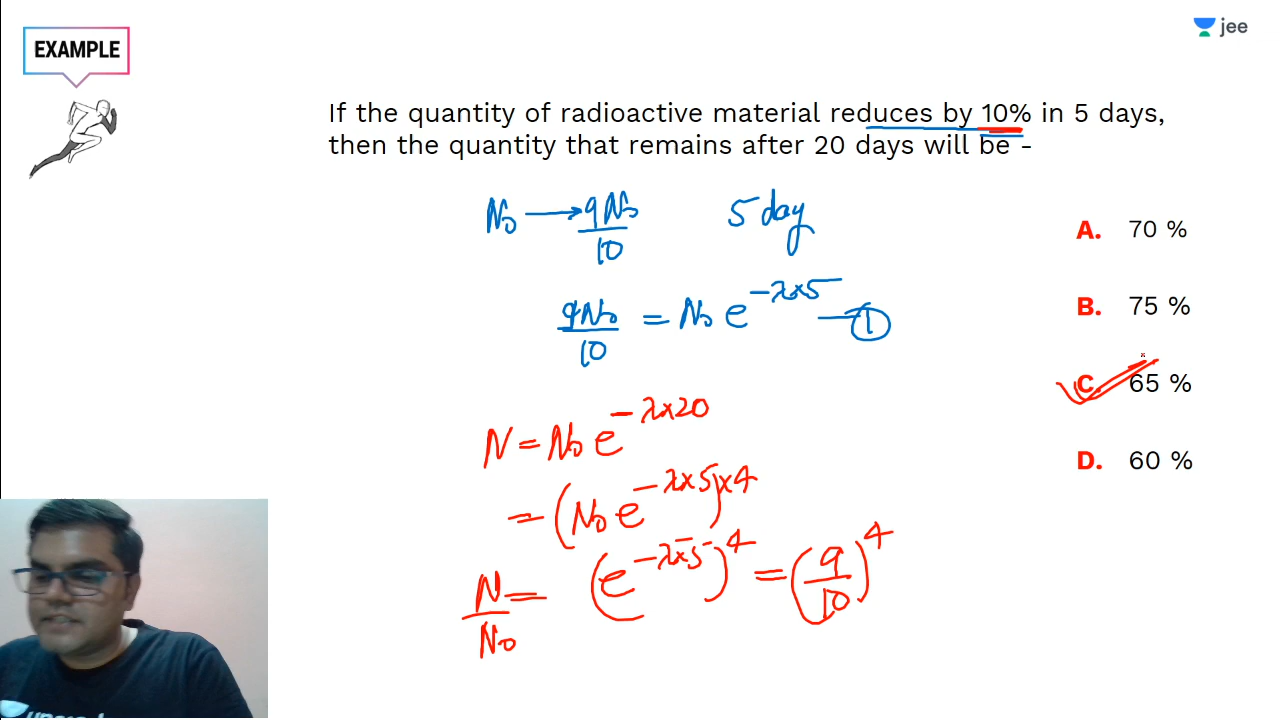 EXAMPLE
jee
If the quantity of radioactive material reduces by 10% in 5 days,
then the quantity that remains after 20 days will be -
N₀ → 9N₀/10 5 day
9N₀/10 = N₀ e^(-λ×5) — ①
N = N₀ e^(-λ×20)
= (N₀ e^(-λ×5)×4
N/N₀ = (e^(-λ×5))^4 = (9/10)^4
A. 70 %
B. 75 %
C. 65 %
D. 60 %